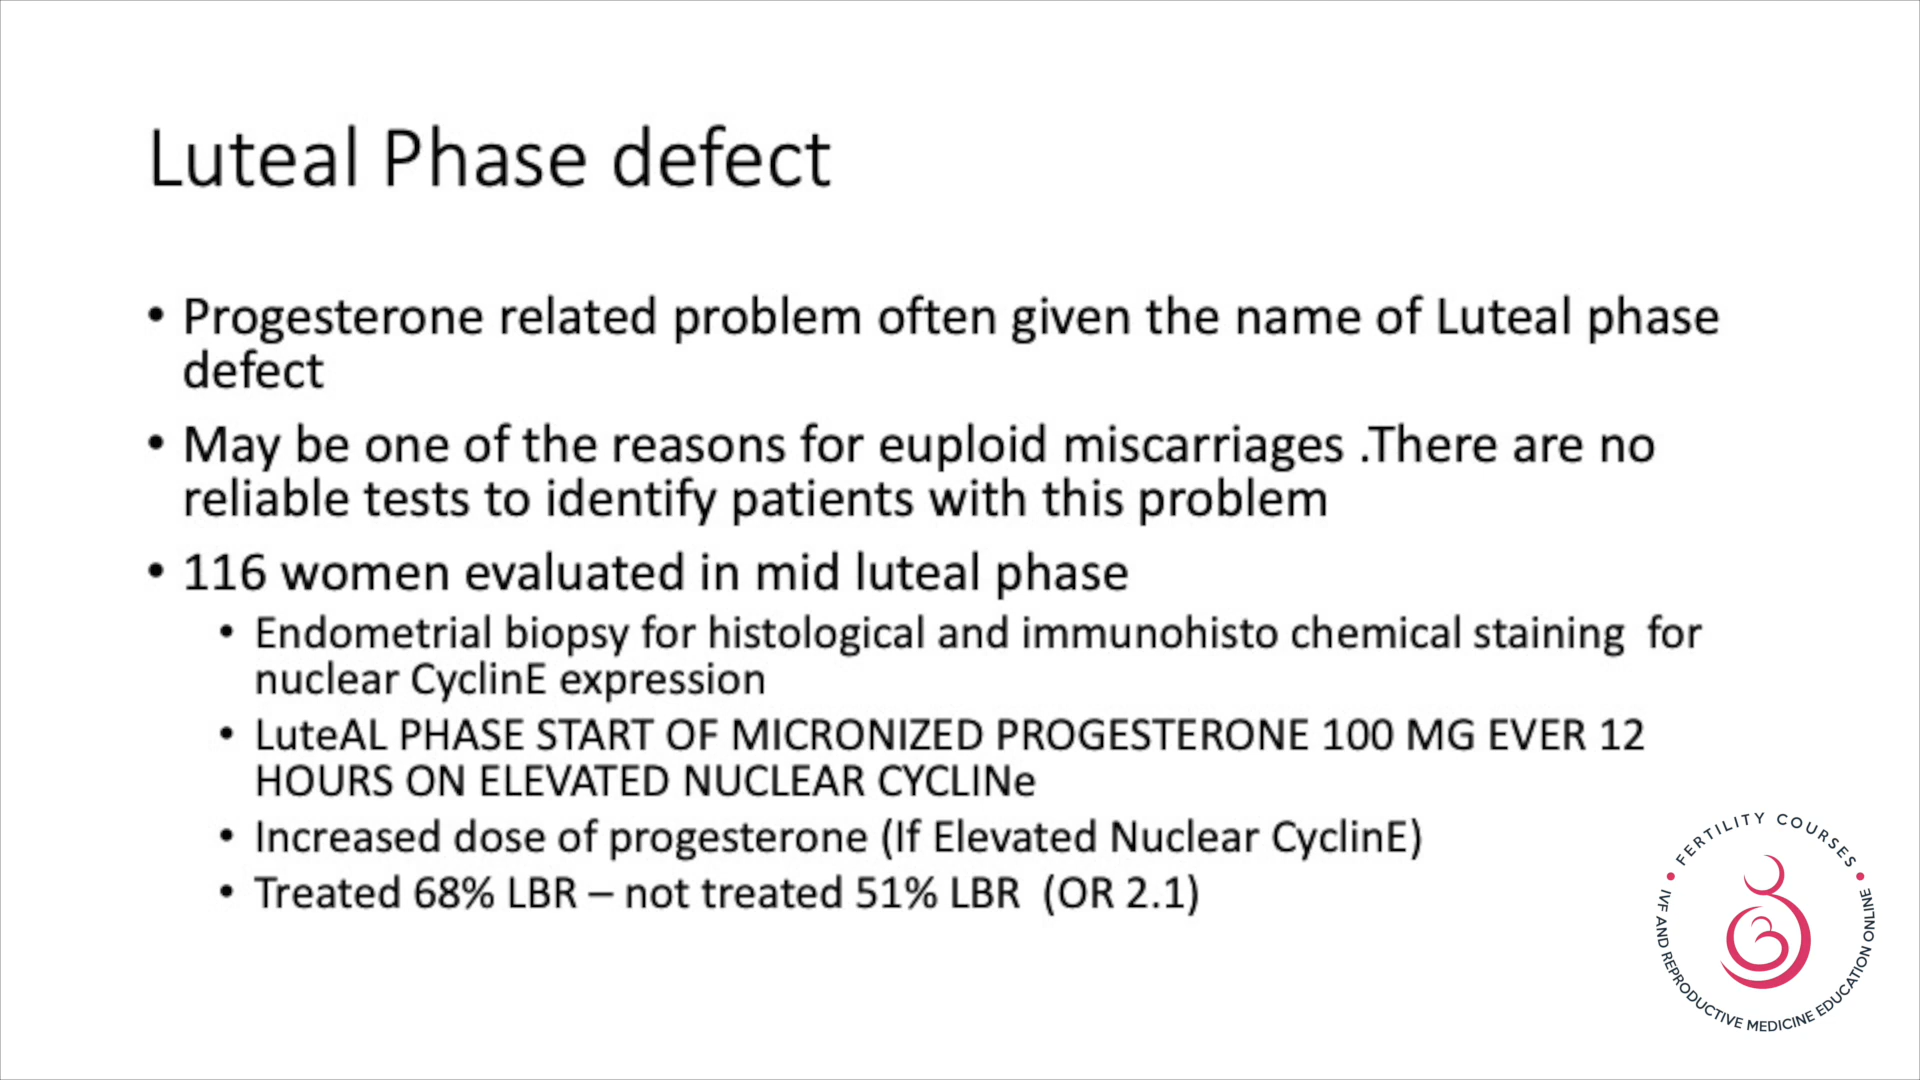 Luteal Phase defect
• Progesterone related problem often given the name of Luteal phase
defect
• May be one of the reasons for euploid miscarriages .There are no
reliable tests to identify patients with this problem
• 116 women evaluated in mid luteal phase
• Endometrial biopsy for histological and immunohisto chemical staining  for
nuclear CyclinE expression
• LuteAL PHASE START OF MICRONIZED PROGESTERONE 100 MG EVER 12
HOURS ON ELEVATED NUCLEAR CYCLINe
• Increased dose of progesterone (If Elevated Nuclear CyclinE)
• Treated 68% LBR – not treated 51% LBR  (OR 2.1)
• FERTILITY COURSES •
IVF AND REPRODUCTIVE MEDICINE EDUCATION ONLINE